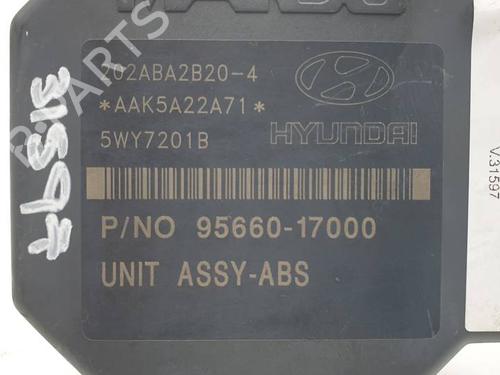 202ABA2B20-4
*AAK5A22A71*
5WY7201B
HYUNDAI
P/NO 95660-17000
UNIT ASSY-ABS
V.31597
B-PARTS